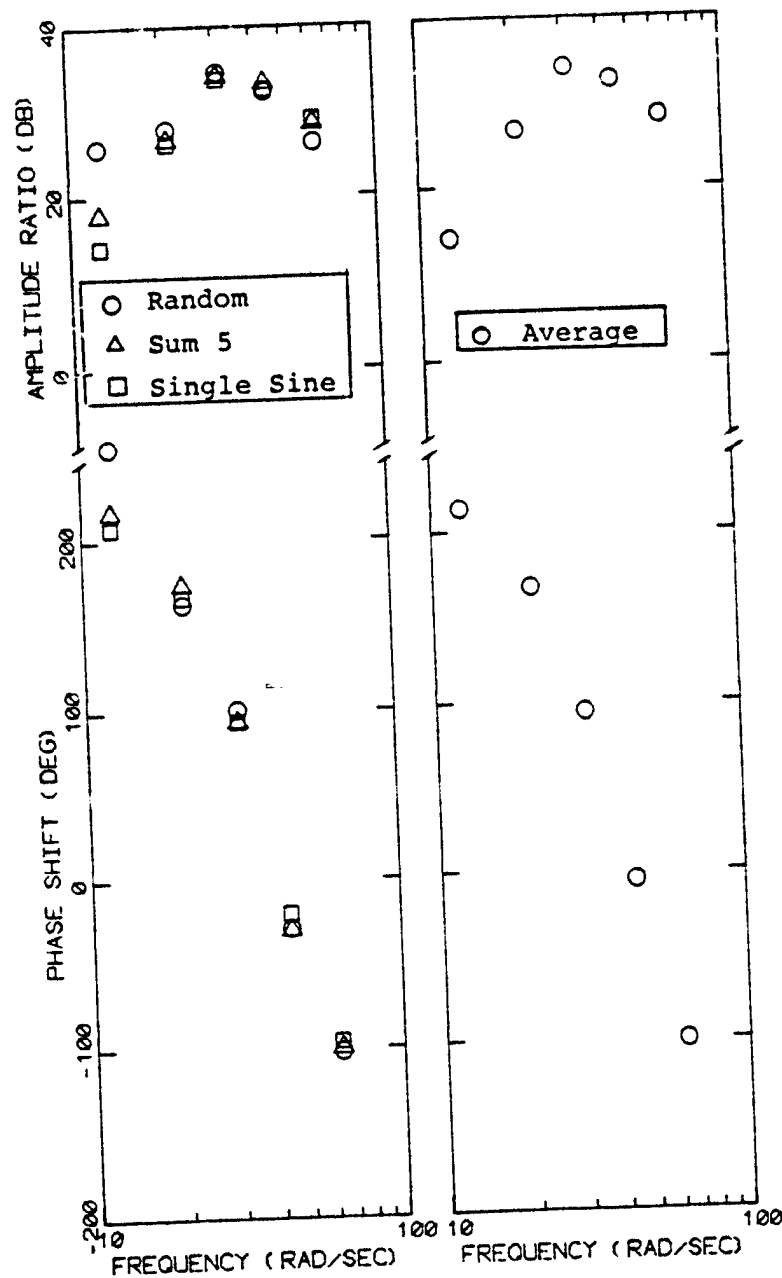 40
20
0
AMPLITUDE RATIO (DB)
○ Random
△ Sum 5
□ Single Sine
○ Average
200
100
0
-100
-200
PHASE SHIFT (DEG)
10
100
10
100
FREQUENCY (RAD/SEC)
FREQUENCY (RAD/SEC)